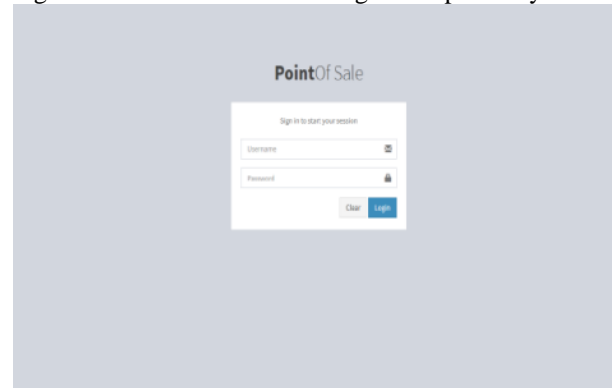 PointOf Sale
Sign in to start your session
Username
Password
Clear Login